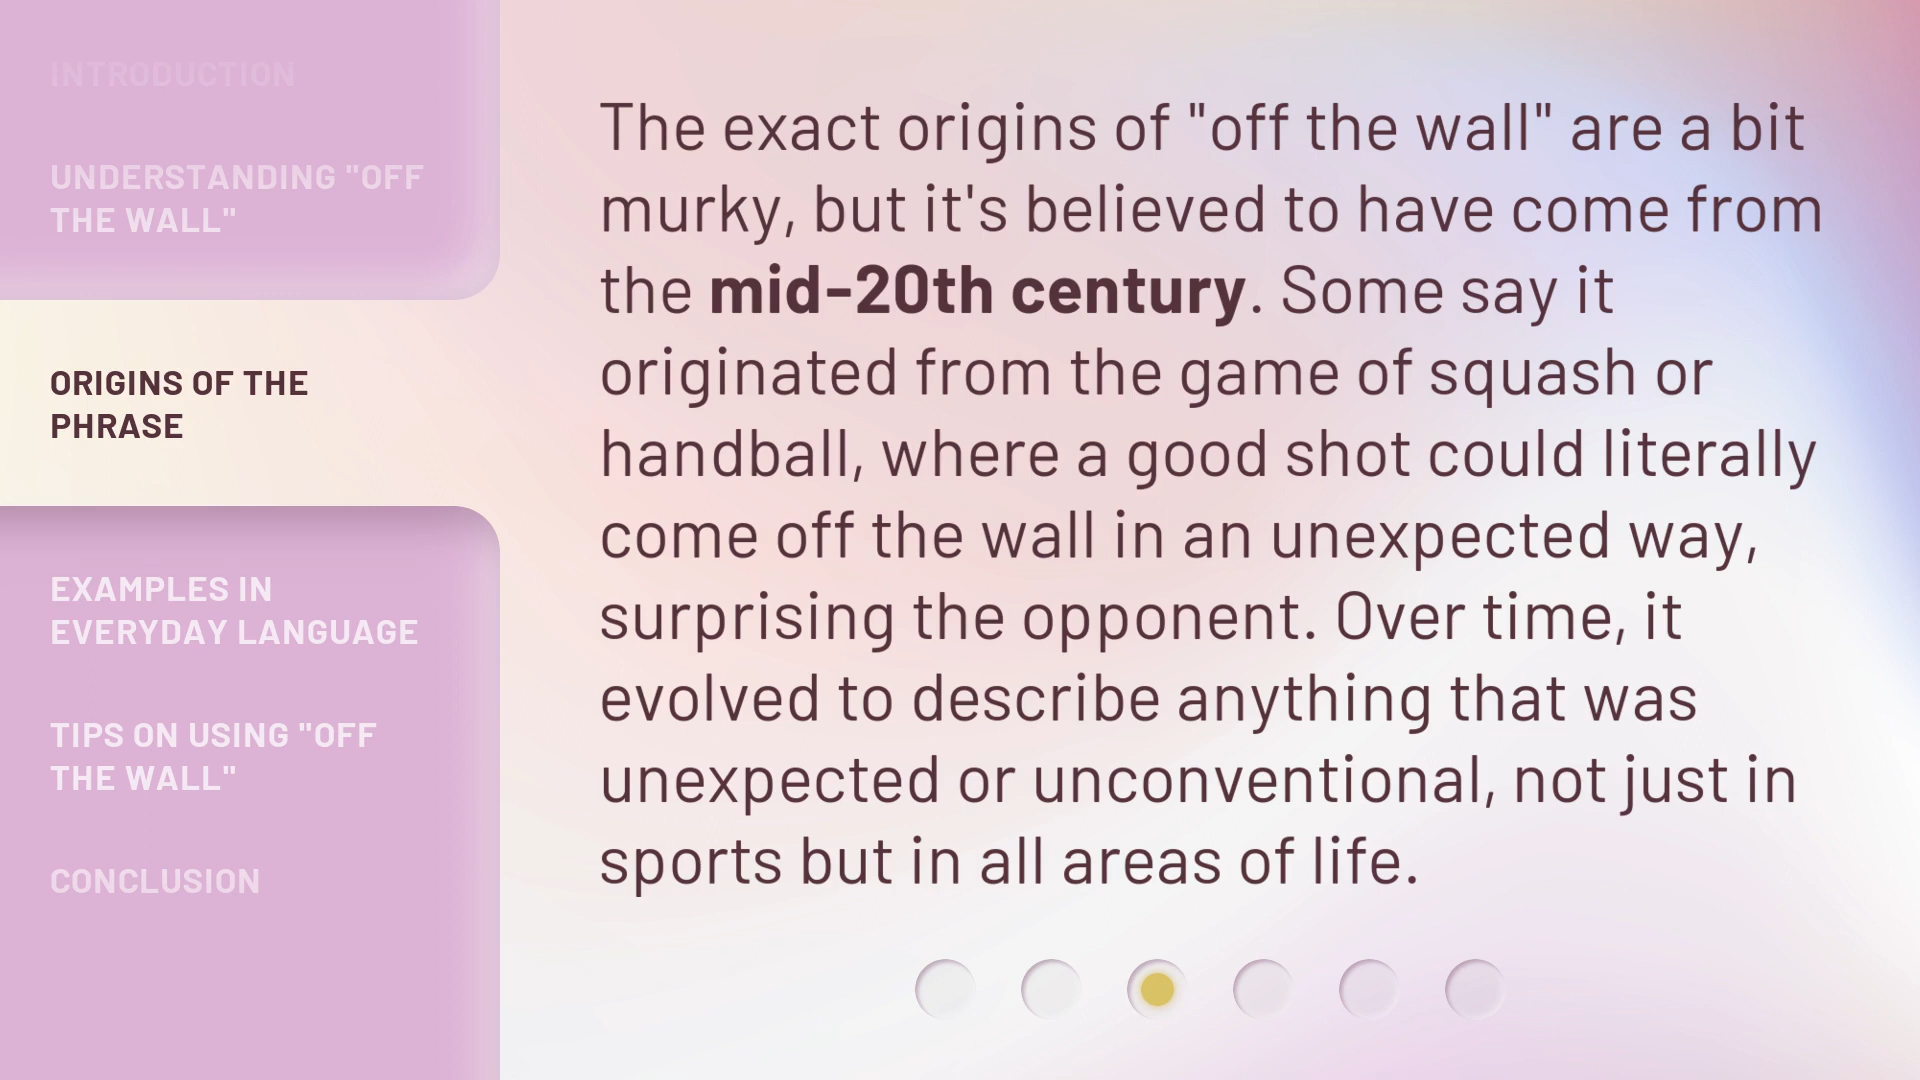 INTRODUCTION
UNDERSTANDING "OFF
THE WALL"
ORIGINS OF THE
PHRASE
EXAMPLES IN
EVERYDAY LANGUAGE
TIPS ON USING "OFF
THE WALL"
CONCLUSION
The exact origins of "off the wall" are a bit
murky, but it's believed to have come from
the mid-20th century. Some say it
originated from the game of squash or
handball, where a good shot could literally
come off the wall in an unexpected way,
surprising the opponent. Over time, it
evolved to describe anything that was
unexpected or unconventional, not just in
sports but in all areas of life.